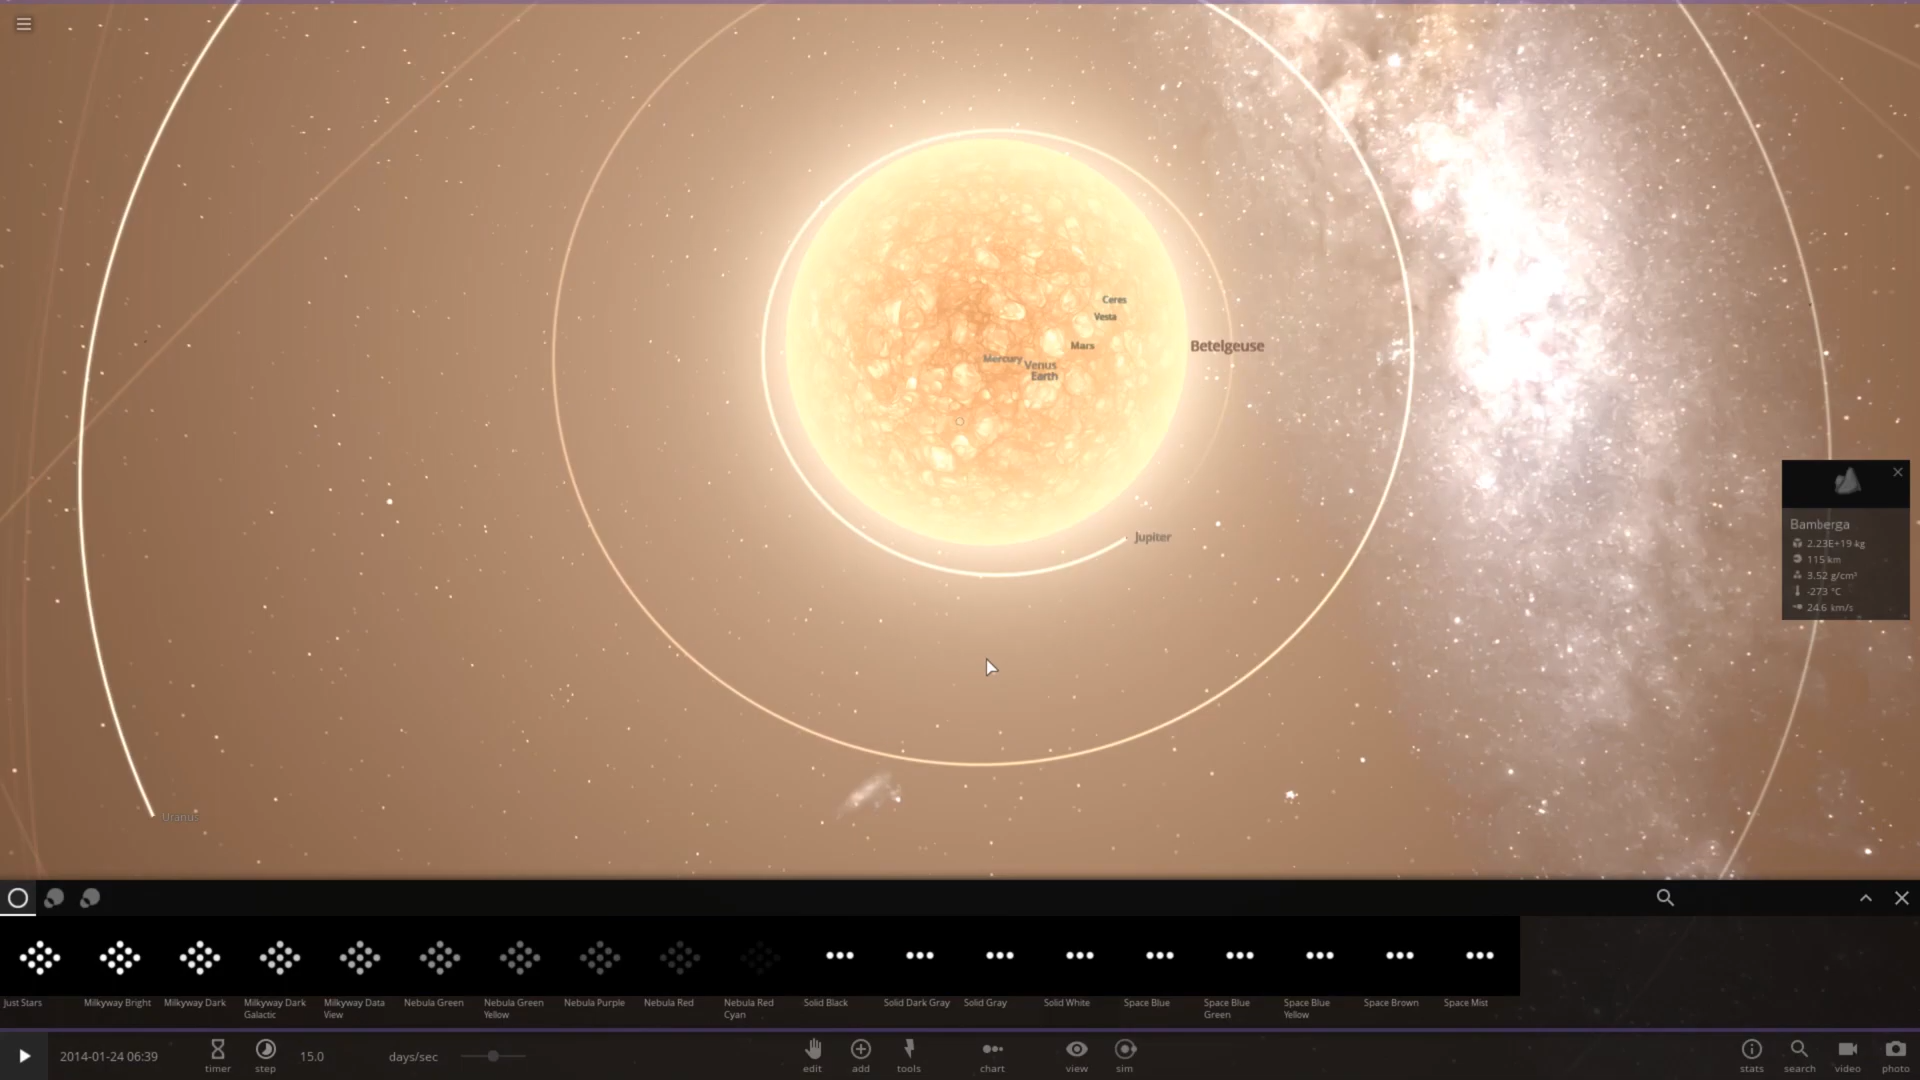 Ceres
Vesta
Mars
Betelgeuse
Mercury
Venus
Earth
Jupiter
Uranus
Bamberga
2.23E+19 kg
115 km
3.52 g/cm³
-273 °C
24.6 km/s
Just Stars
Milkyway Bright
Milkyway Dark
Milkyway Dark
Galactic
Milkyway Data
View
Nebula Green
Nebula Green
Yellow
Nebula Purple
Nebula Red
Nebula Red
Cyan
Solid Black
Solid Dark Gray
Solid Gray
Solid White
Space Blue
Space Blue
Green
Space Blue
Yellow
Space Brown
Space Mist
2014-01-24 06:39
timer
step
15.0
days/sec
edit
add
tools
chart
view
sim
stats
search
video
photo